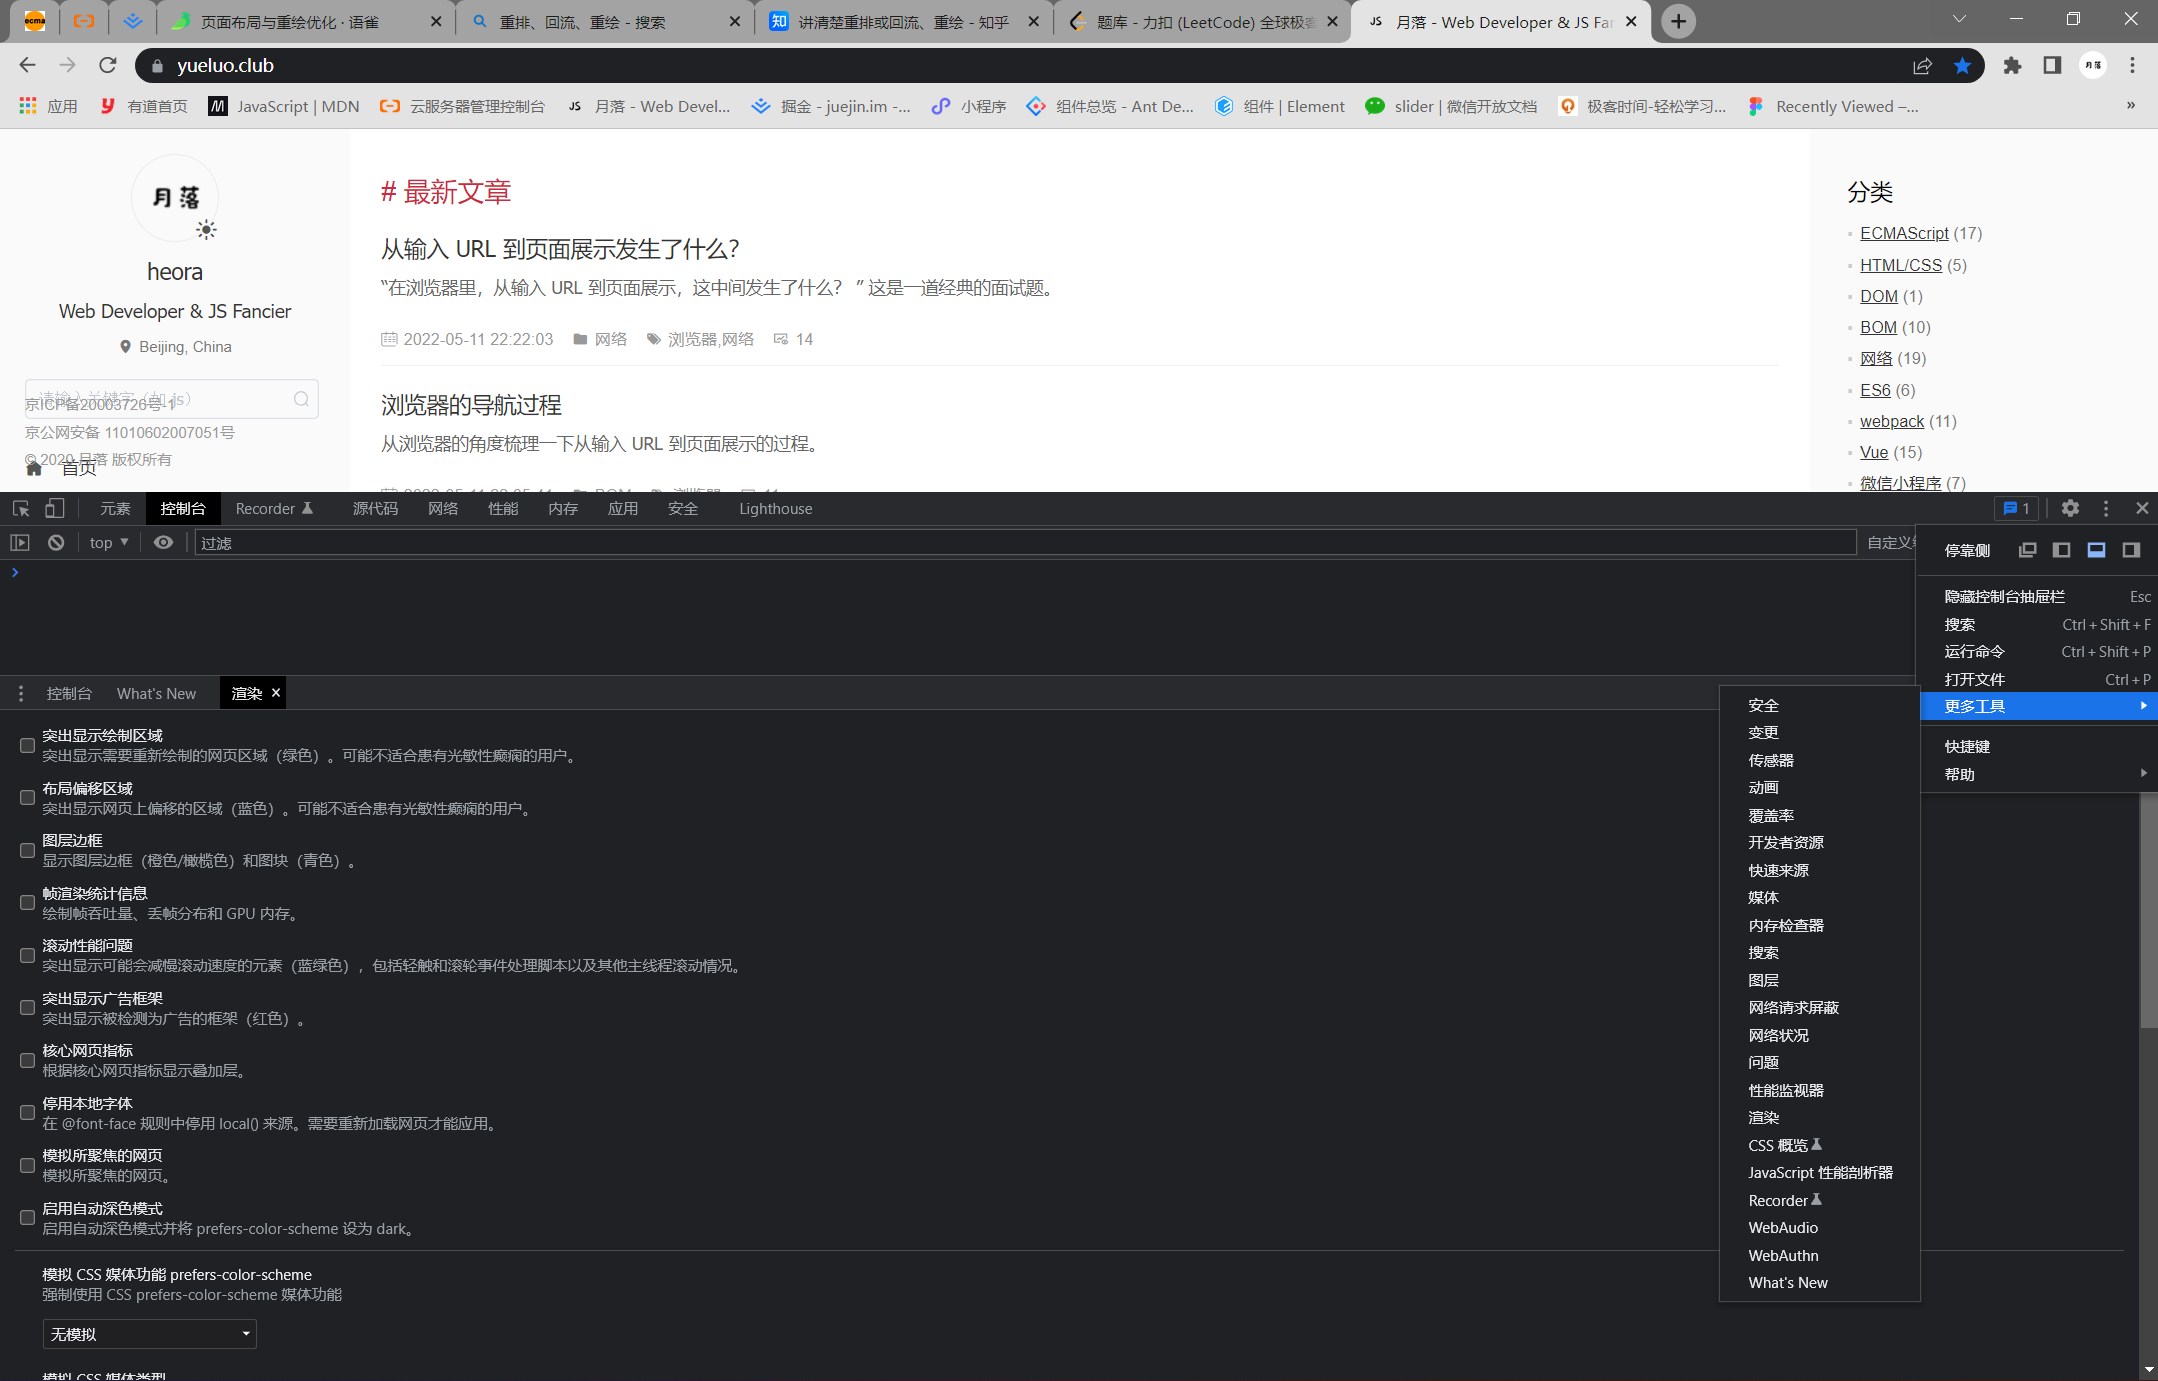 页面布局与重绘优化 · 语雀
重排、回流、重绘 - 搜索
讲清楚重排或回流、重绘 - 知乎
题库 - 力扣 (LeetCode) 全球极客
月落 - Web Developer & JS Fan
yueluo.club
应用
有道首页
JavaScript | MDN
云服务器管理控制台
月落 - Web Devel...
掘金 - juejin.im -...
小程序
组件总览 - Ant De...
组件 | Element
slider | 微信开放文档
极客时间-轻松学习...
Recently Viewed –...
»
月落
heora
Web Developer & JS Fancier
Beijing, China
请输入关键字（如 js）
京ICP备20003726号-1
京公网安备 11010602007051号
© 2020 月落 版权所有
首页
# 最新文章
从输入 URL 到页面展示发生了什么？
“在浏览器里，从输入 URL 到页面展示，这中间发生了什么？ ” 这是一道经典的面试题。
2022-05-11 22:22:03 网络 浏览器,网络 14
浏览器的导航过程
从浏览器的角度梳理一下从输入 URL 到页面展示的过程。
分类
ECMAScript (17)
HTML/CSS (5)
DOM (1)
BOM (10)
网络 (19)
ES6 (6)
webpack (11)
Vue (15)
微信小程序 (7)
元素 控制台 Recorder 源代码 网络 性能 内存 应用 安全 Lighthouse 1
top 过滤 自定义
停靠侧
隐藏控制台抽屉栏 Esc
搜索 Ctrl + Shift + F
运行命令 Ctrl + Shift + P
打开文件 Ctrl + P
更多工具
快捷键
帮助
控制台 What's New 渲染 ×
突出显示绘制区域
突出显示需要重新绘制的网页区域（绿色）。可能不适合患有光敏性癫痫的用户。
布局偏移区域
突出显示网页上偏移的区域（蓝色）。可能不适合患有光敏性癫痫的用户。
图层边框
显示图层边框（橙色/橄榄色）和图块（青色）。
帧渲染统计信息
绘制帧吞吐量、丢帧分布和 GPU 内存。
滚动性能问题
突出显示可能会减慢滚动速度的元素（蓝绿色），包括轻触和滚轮事件处理脚本以及其他主线程滚动情况。
突出显示广告框架
突出显示被检测为广告的框架（红色）。
核心网页指标
根据核心网页指标显示叠加层。
停用本地字体
在 @font-face 规则中停用 local() 来源。需要重新加载网页才能应用。
模拟所聚焦的网页
模拟所聚焦的网页。
启用自动深色模式
启用自动深色模式并将 prefers-color-scheme 设为 dark。
模拟 CSS 媒体功能 prefers-color-scheme
强制使用 CSS prefers-color-scheme 媒体功能
无模拟
模拟 CSS 媒体类型
安全
变更
传感器
动画
覆盖率
开发者资源
快速来源
媒体
内存检查器
搜索
图层
网络请求屏蔽
网络状况
问题
性能监视器
渲染
CSS 概览
JavaScript 性能剖析器
Recorder
WebAudio
WebAuthn
What's New